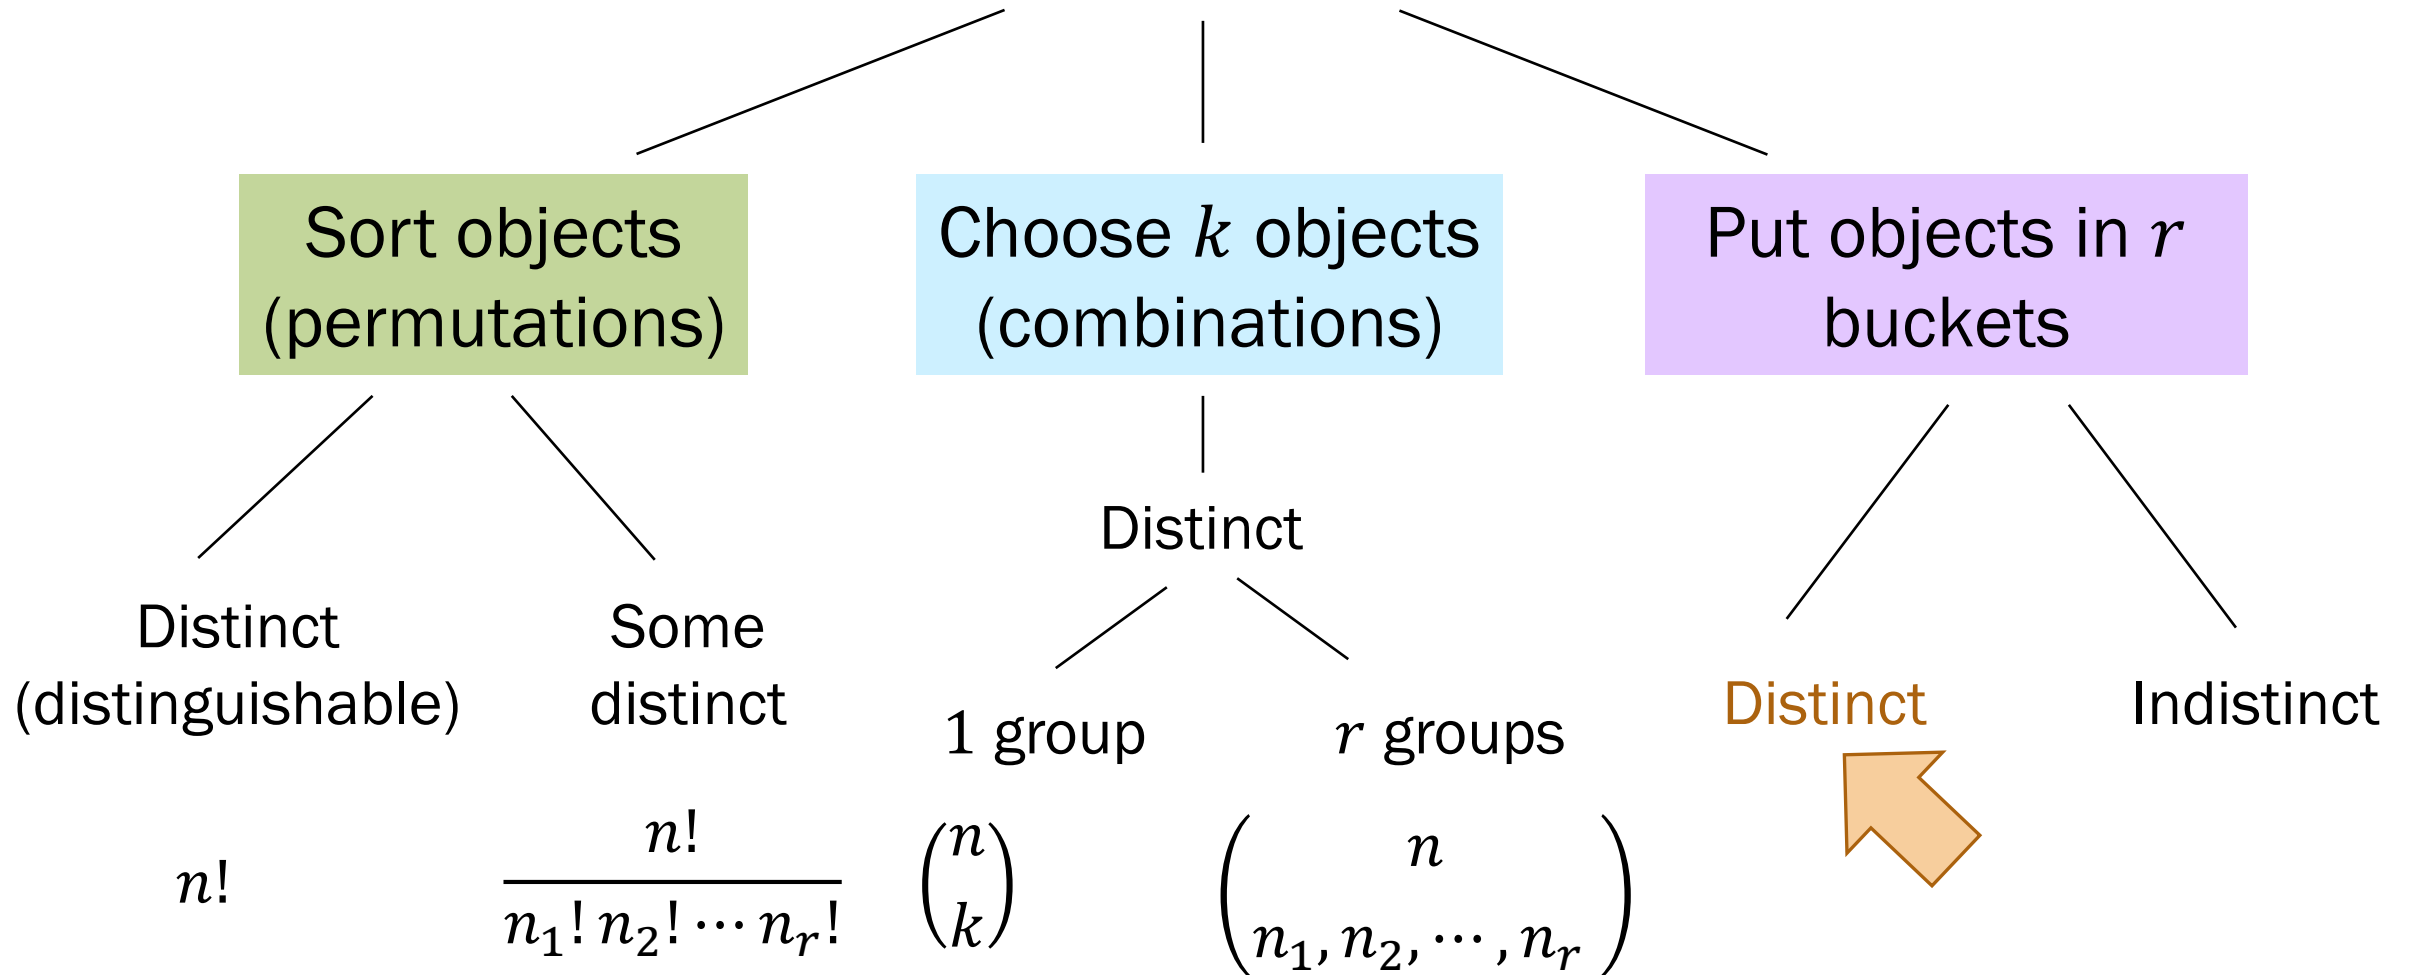 Sort objects
(permutations)
Choose k objects
(combinations)
Put objects in r
buckets
Distinct
(distinguishable)
Some
distinct
Distinct
1 group
r groups
Distinct
Indistinct
n!
n!
n₁! n₂! ⋯ nᵣ!
n
k
n
n₁, n₂, ⋯ , nᵣ